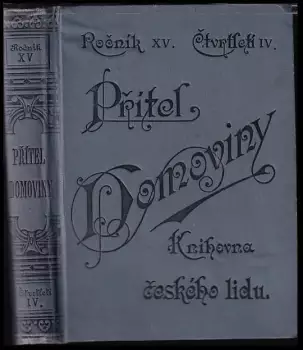 Ročník XV. Čtvrtletí IV.
Přítel
Domoviny
Knihovna
českého lidu.
Ročník
XV
PŘÍTEL
DOMOVINY
Čtvrtletí
IV.